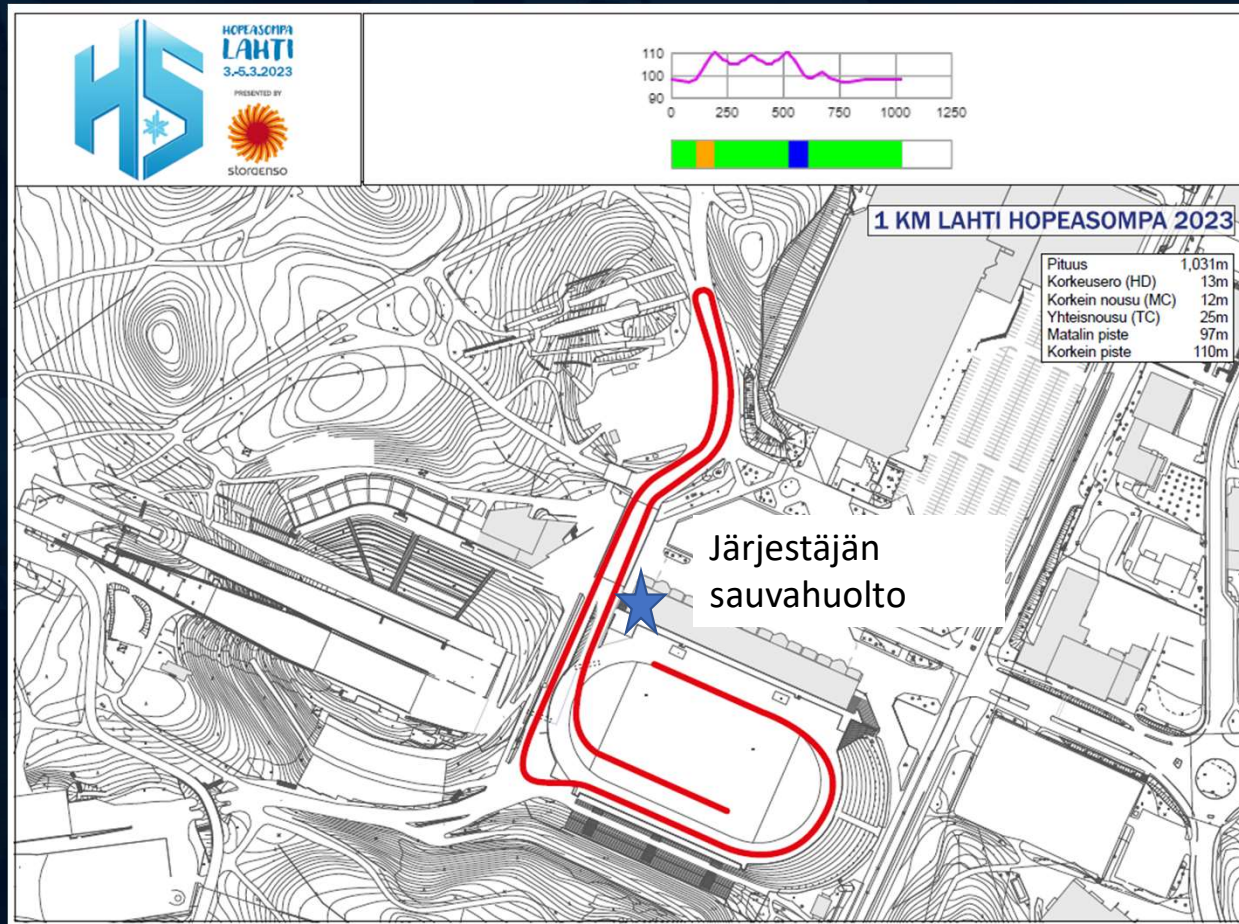 HOPEASOMPA
LAHTI
3.-5.3.2023
PRESENTED BY
HS
storaenso
110
100
90
0 250 500 750 1000 1250
1 KM LAHTI HOPEASOMPA 2023
Pituus 1,031m
Korkeusero (HD) 13m
Korkein nousu (MC) 12m
Yhteisnousu (TC) 25m
Matalin piste 97m
Korkein piste 110m
Järjestäjän
sauvahuolto